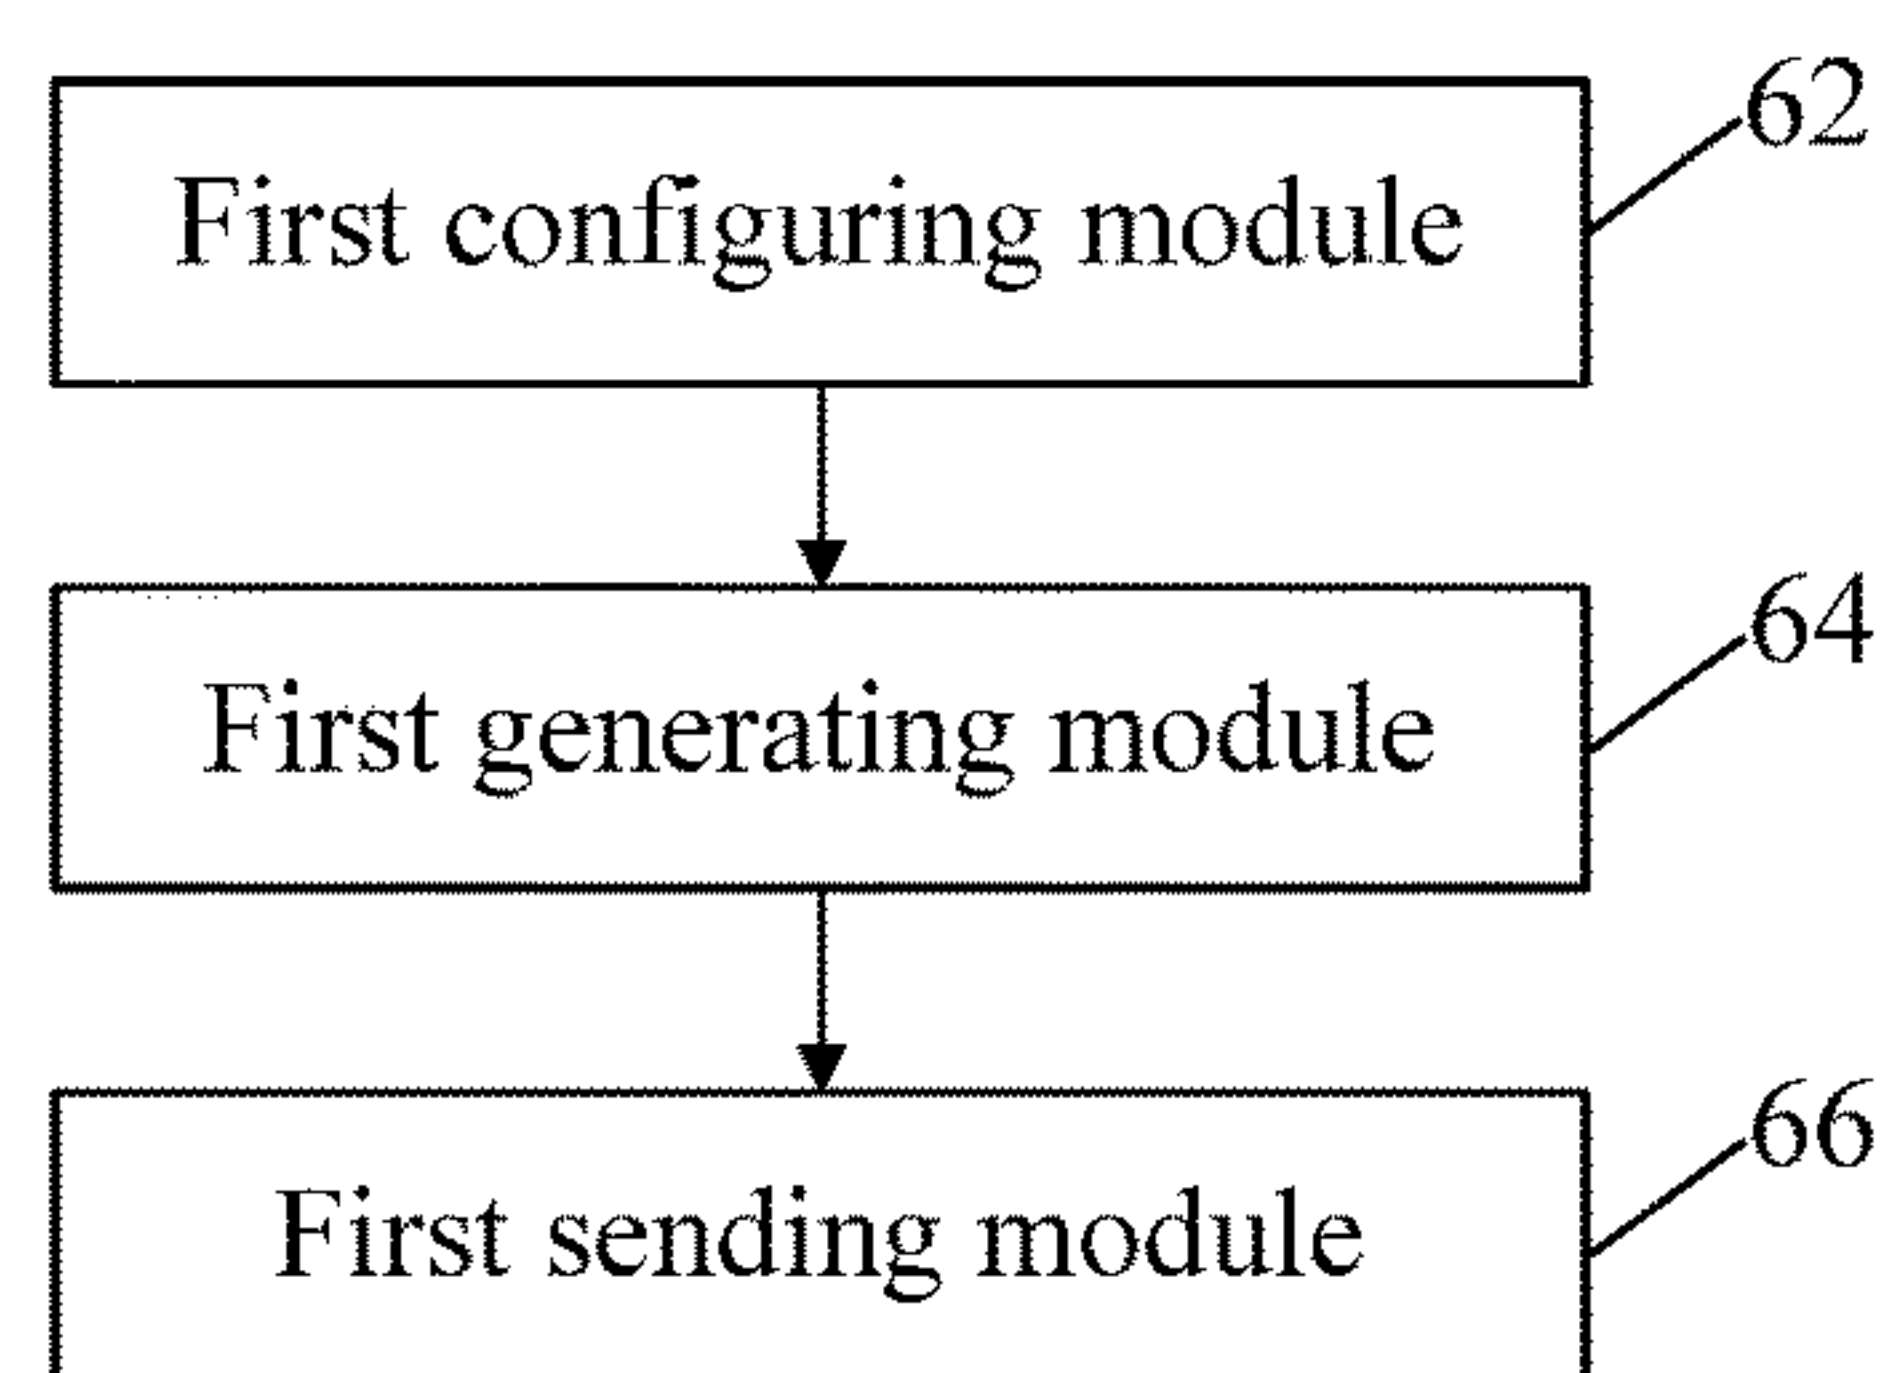 62
First configuring module
64
First generating module
66
First sending module